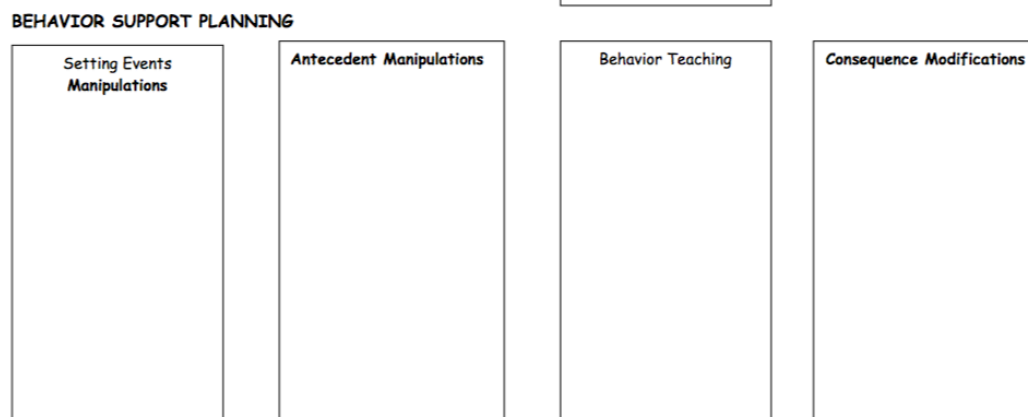 BEHAVIOR SUPPORT PLANNING
Setting Events
Manipulations
Antecedent Manipulations
Behavior Teaching
Consequence Modifications